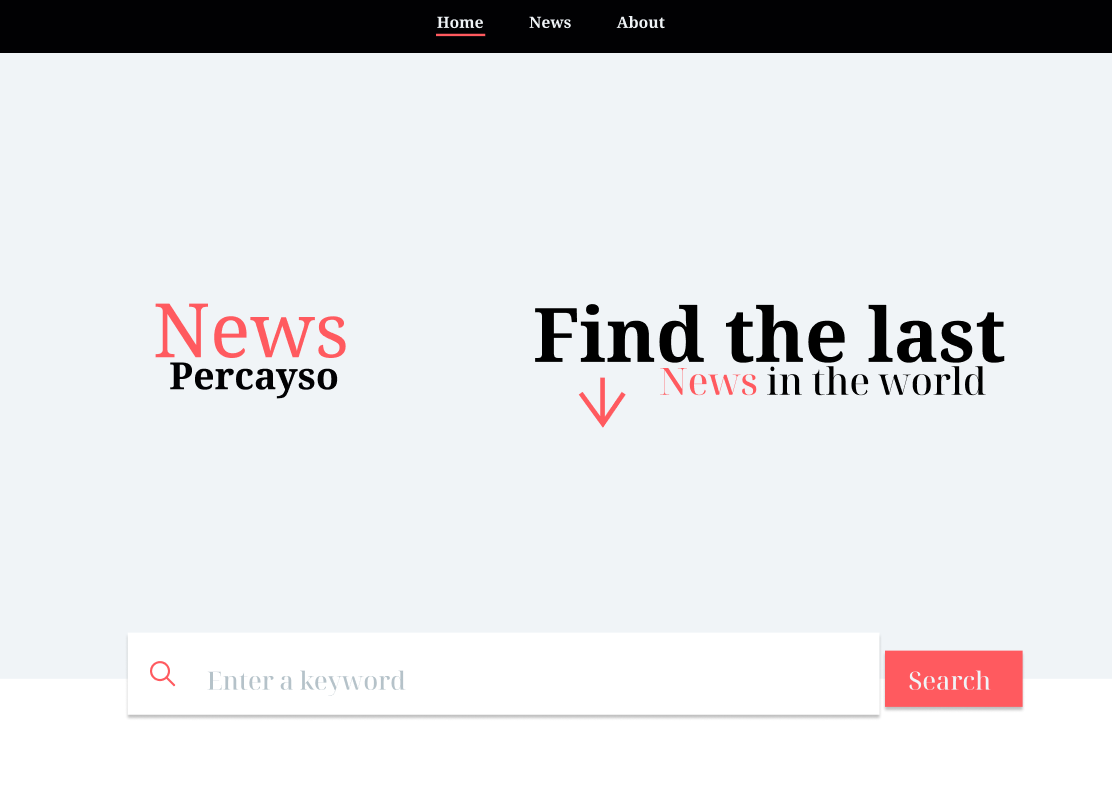 Home News About
News
Percayso
Find the last
News in the world
Enter a keyword
Search